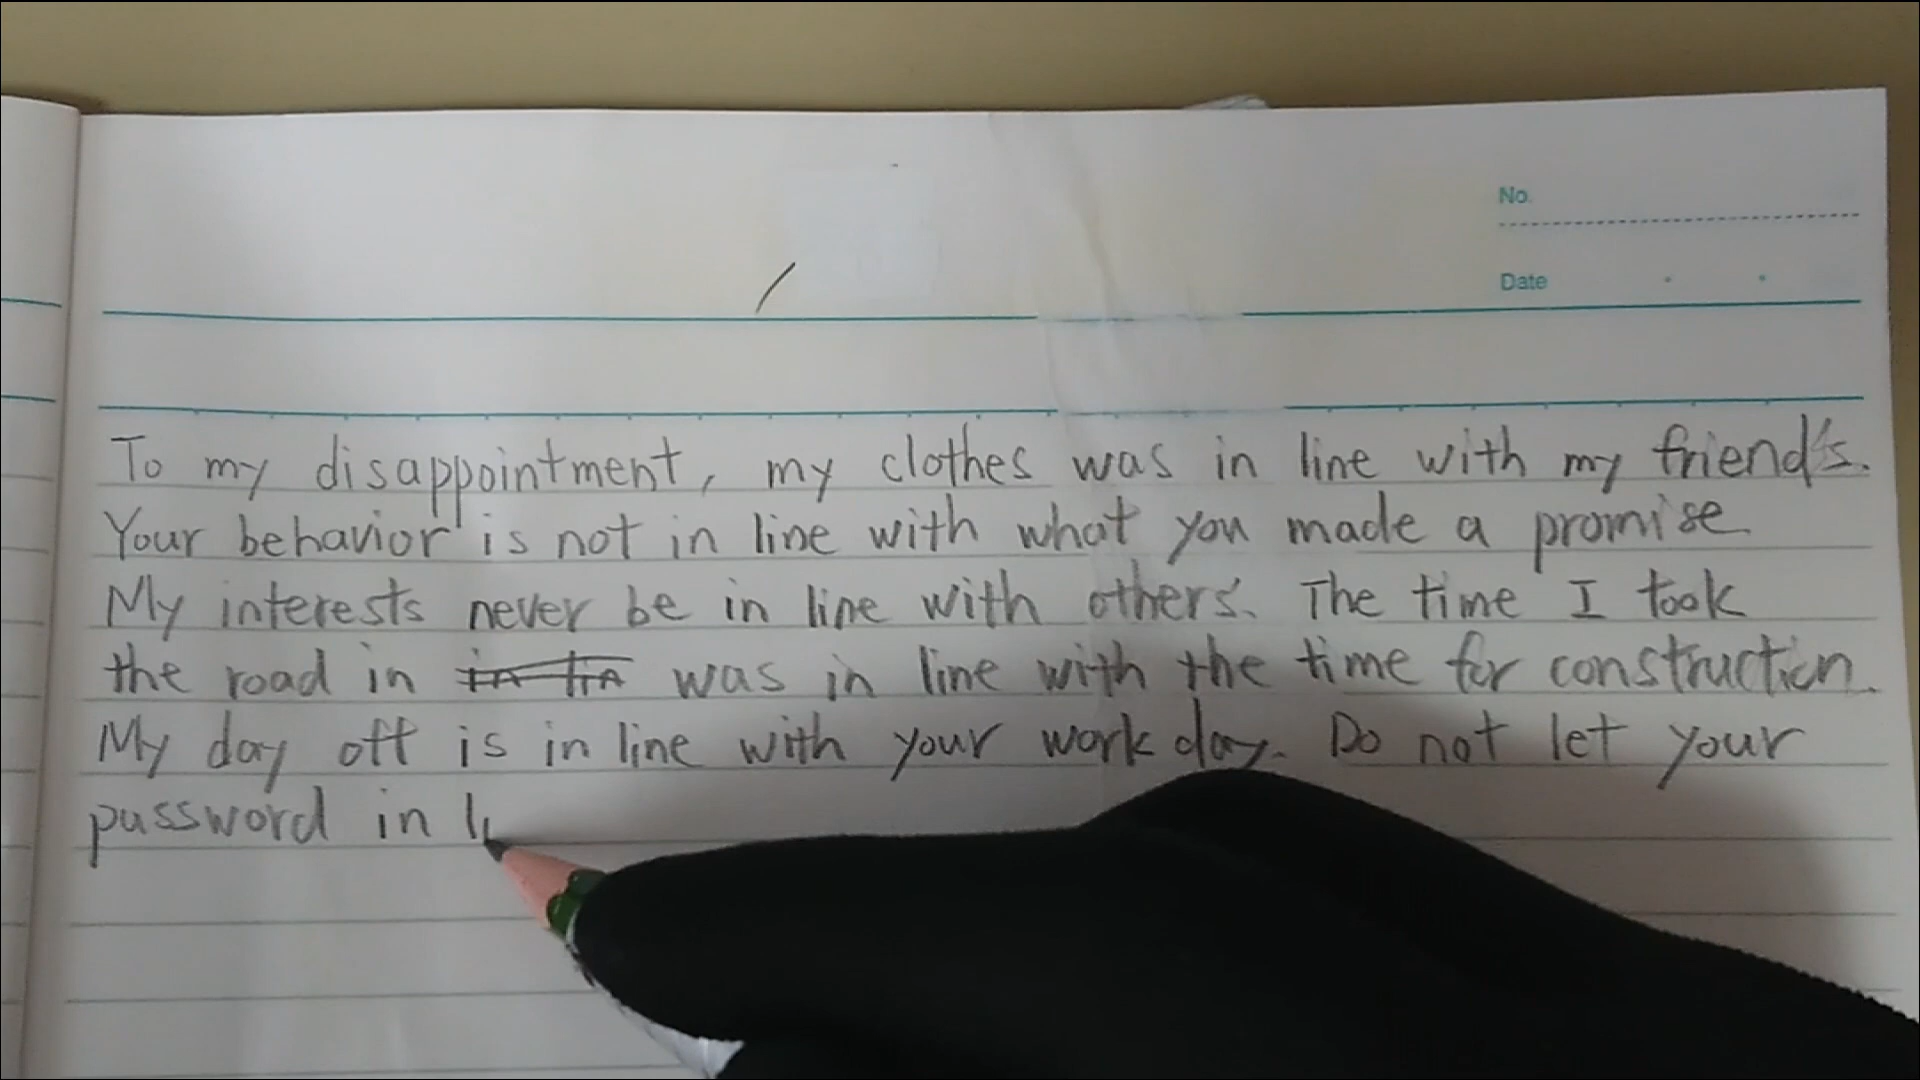 No.
Date
To my disappointment, my clothes was in line with my friend's.
Your behavior is not in line with what you made a promise
My interests never be in line with others. The time I took
the road in in lin was in line with the time for construction.
My day off is in line with your work day. Do not let your
password in li